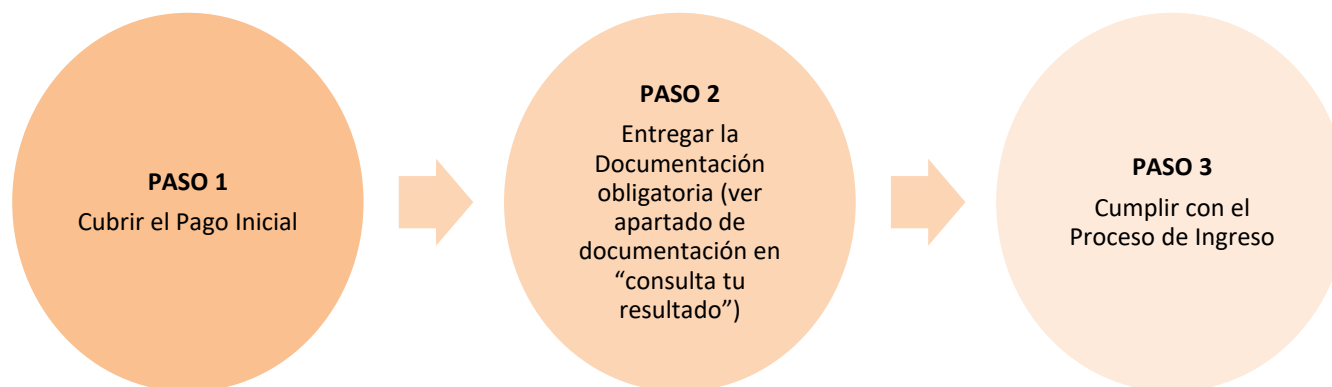 PASO 1
Cubrir el Pago Inicial
PASO 2
Entregar la
Documentación
obligatoria (ver
apartado de
documentación en
“consulta tu
resultado”)
PASO 3
Cumplir con el
Proceso de Ingreso